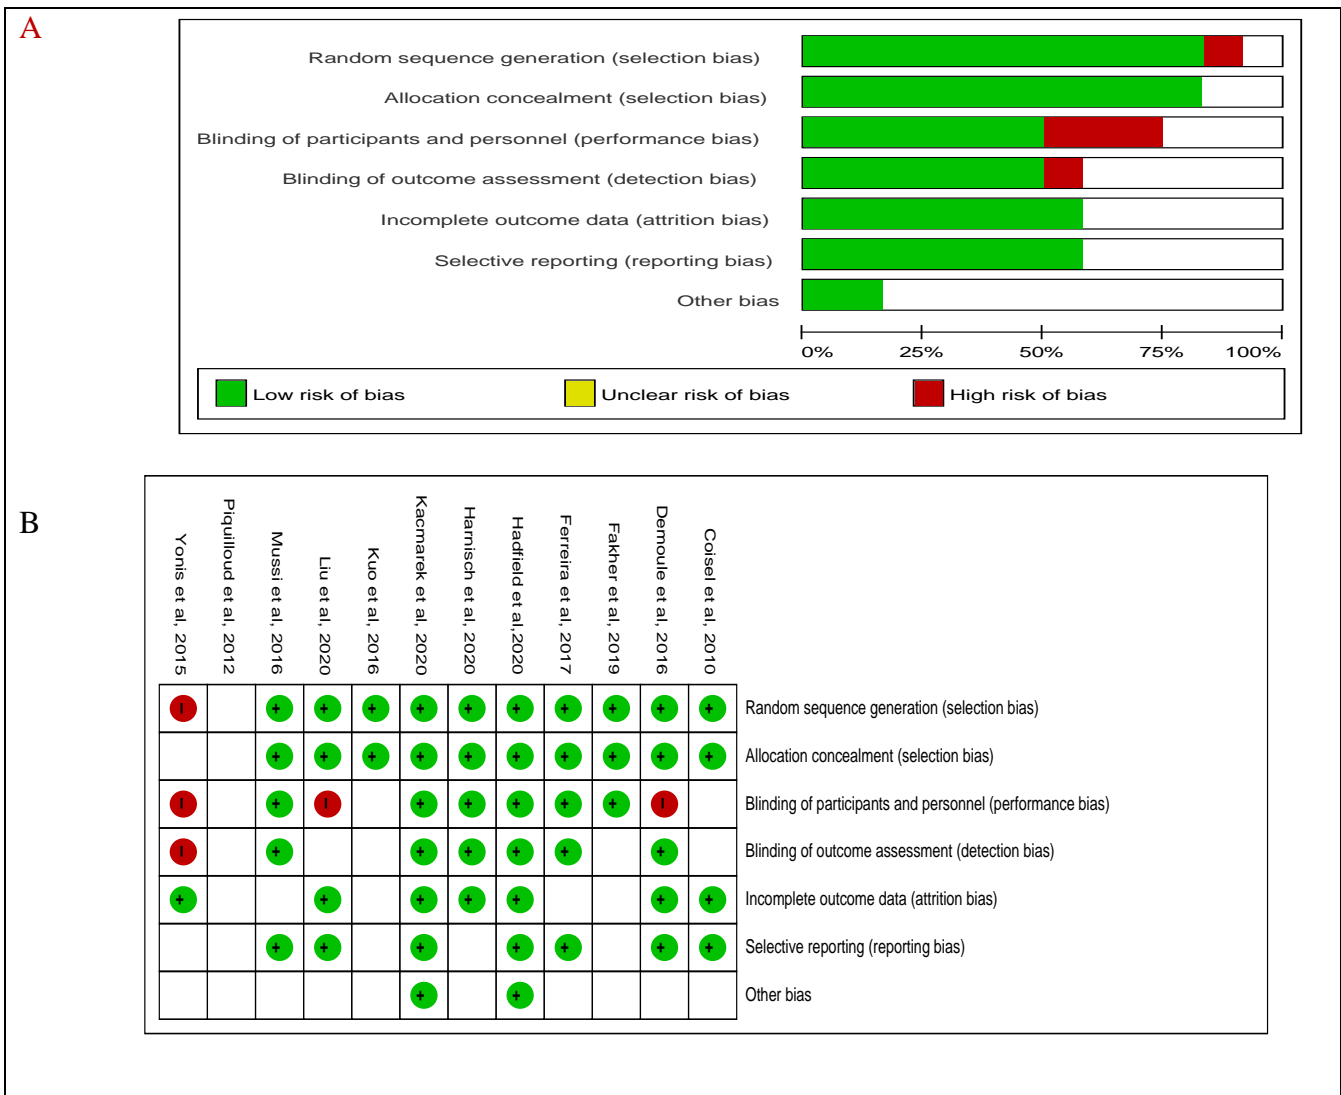 A
Random sequence generation (selection bias)
Allocation concealment (selection bias)
Blinding of participants and personnel (performance bias)
Blinding of outcome assessment (detection bias)
Incomplete outcome data (attrition bias)
Selective reporting (reporting bias)
Other bias
0% 25% 50% 75% 100%
Low risk of bias Unclear risk of bias High risk of bias
B
Yonis et al, 2015
Piquilloud et al, 2012
Mussi et al, 2016
Liu et al, 2020
Kuo et al, 2016
Kacmarek et al, 2020
Harnisch et al, 2020
Hadfield et al,2020
Ferreira et al, 2017
Fakher et al, 2019
Demoule et al, 2016
Coisel et al, 2010
- + + + + + + + + + + Random sequence generation (selection bias)
+ + + + + + + + + + Allocation concealment (selection bias)
- + - + + + + + - Blinding of participants and personnel (performance bias)
- + + + + + + Blinding of outcome assessment (detection bias)
+ + + + + + + Incomplete outcome data (attrition bias)
+ + + + + + + Selective reporting (reporting bias)
+ + Other bias